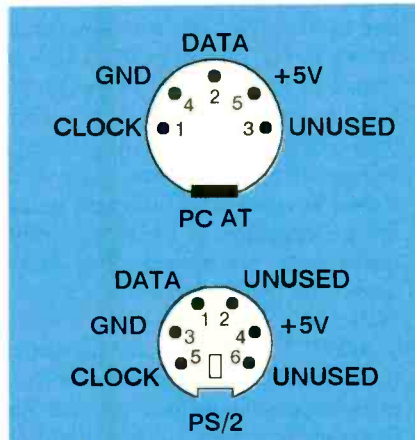 DATA
GND +5V
4 2 5
CLOCK 1 3 UNUSED
PC AT
DATA UNUSED
1 2
GND 3 4 +5V
5 6
CLOCK UNUSED
PS/2